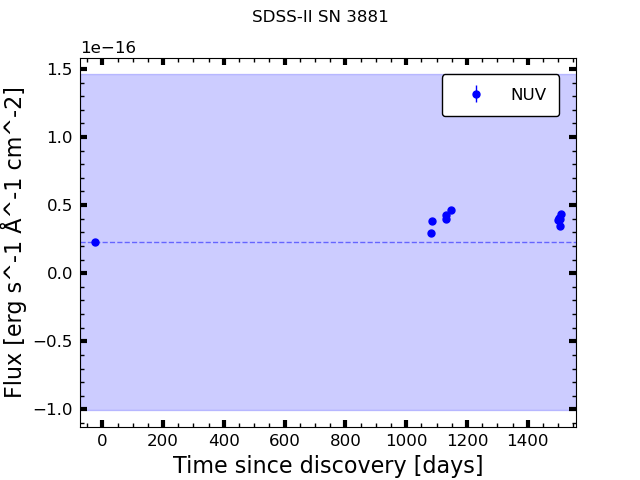 SDSS-II SN 3881
1e−16
1.5
1.0
0.5
0.0
−0.5
−1.0
Flux [erg s^-1 Å^-1 cm^-2]
NUV
0 200 400 600 800 1000 1200 1400
Time since discovery [days]